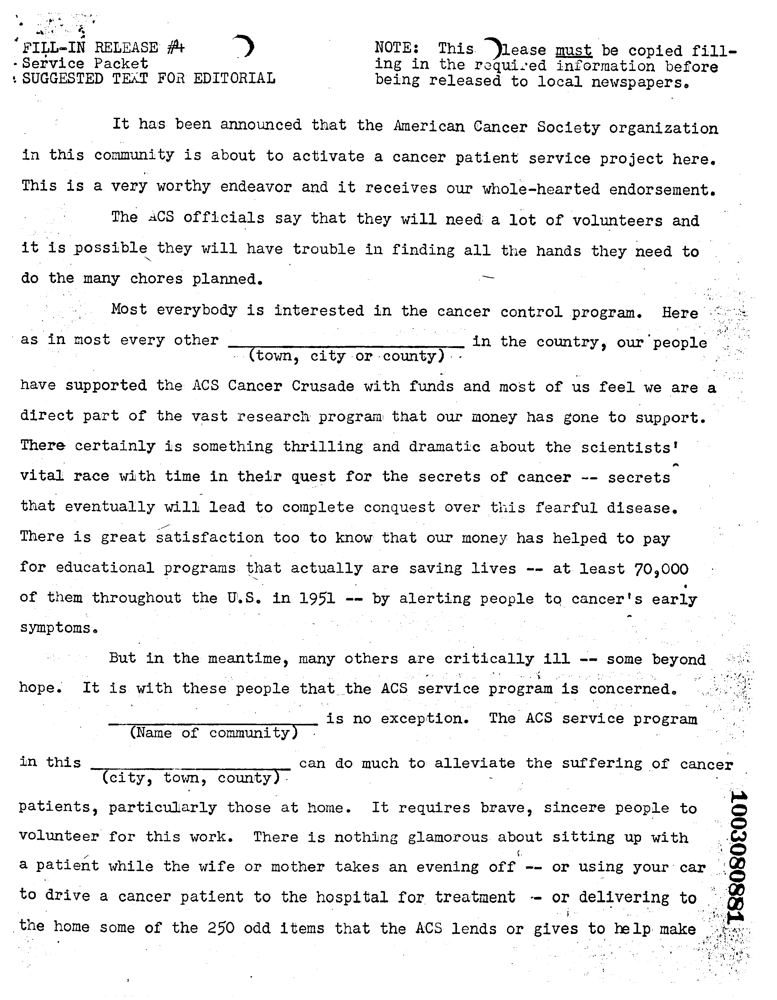 FILL-IN RELEASE #4
Service Packet
SUGGESTED TEXT FOR EDITORIAL
NOTE: This lease must be copied fill-
ing in the required information before
being released to local newspapers.
It has been announced that the American Cancer Society organization
in this community is about to activate a cancer patient service project here.
This is a very worthy endeavor and it receives our whole-hearted endorsement.
The ACS officials say that they will need a lot of volunteers and
it is possible they will have trouble in finding all the hands they need to
do the many chores planned.
Most everybody is interested in the cancer control program. Here
as in most every other ____________________ in the country, our people
(town, city or county)
have supported the ACS Cancer Crusade with funds and most of us feel we are a
direct part of the vast research program that our money has gone to support.
There certainly is something thrilling and dramatic about the scientists'
vital race with time in their quest for the secrets of cancer -- secrets
that eventually will lead to complete conquest over this fearful disease.
There is great satisfaction too to know that our money has helped to pay
for educational programs that actually are saving lives -- at least 70,000
of them throughout the U.S. in 1951 -- by alerting people to cancer's early
symptoms.
But in the meantime, many others are critically ill -- some beyond
hope. It is with these people that the ACS service program is concerned.
____________________ is no exception. The ACS service program
(Name of community)
in this ____________________ can do much to alleviate the suffering of cancer
(city, town, county)
patients, particularly those at home. It requires brave, sincere people to
volunteer for this work. There is nothing glamorous about sitting up with
a patient while the wife or mother takes an evening off -- or using your car
to drive a cancer patient to the hospital for treatment -- or delivering to
the home some of the 250 odd items that the ACS lends or gives to help make
1003080881